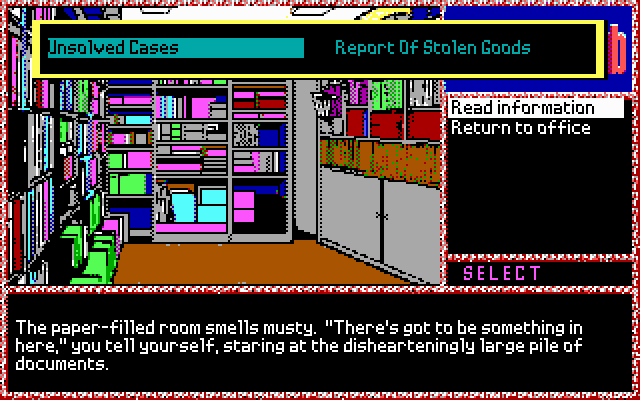 Unsolved Cases
Report Of Stolen Goods
Read information
Return to office
SELECT
The paper-filled room smells musty. "There's got to be something in
here," you tell yourself, staring at the dishearteningly large pile of
documents.